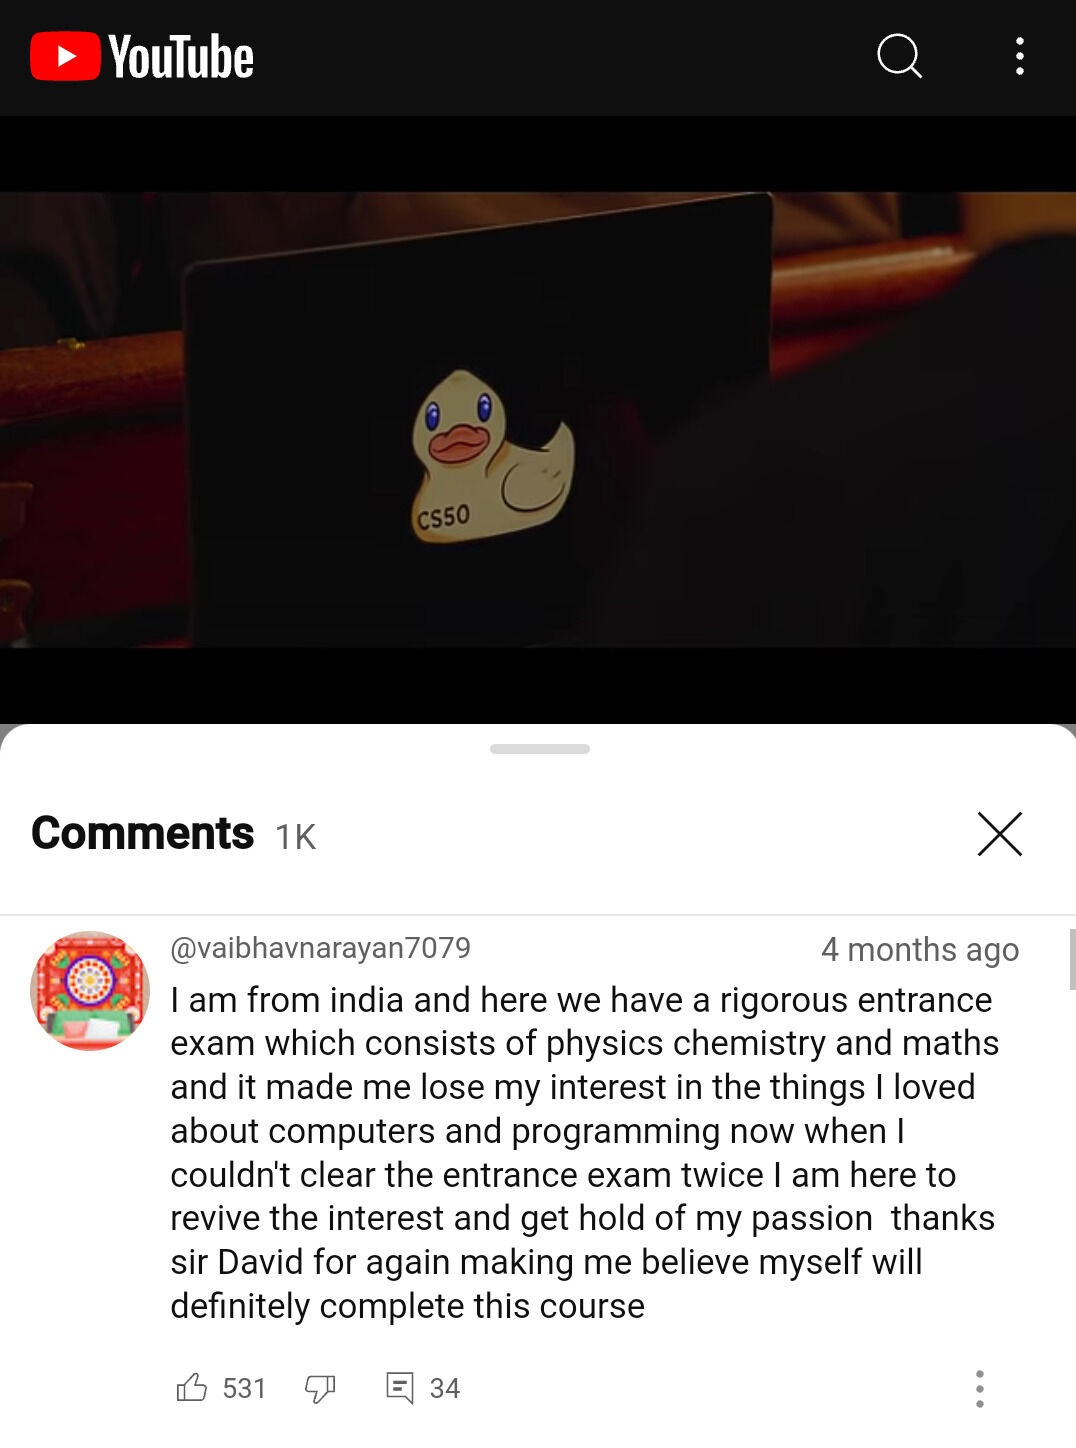 YouTube
CS50
Comments 1K
@vaibhavnarayan7079 4 months ago
I am from india and here we have a rigorous entrance
exam which consists of physics chemistry and maths
and it made me lose my interest in the things I loved
about computers and programming now when I
couldn't clear the entrance exam twice I am here to
revive the interest and get hold of my passion  thanks
sir David for again making me believe myself will
definitely complete this course
531 34